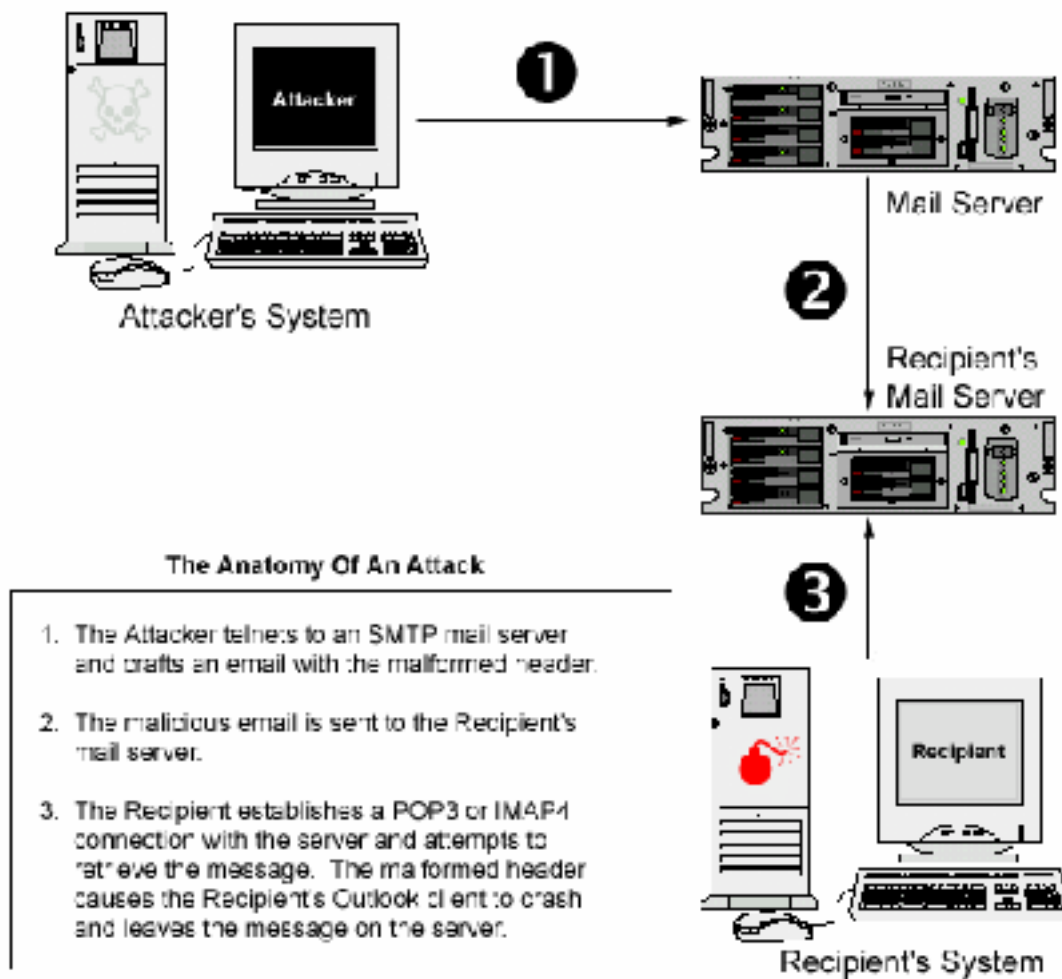 Attacker
1
Mail Server
Attacker's System
2
Recipient's
Mail Server
The Anatomy Of An Attack
3
1. The Attacker telnets to an SMTP mail server
and crafts an email with the malformed header.
2. The malicious email is sent to the Recipient's
mail server.
3. The Recipient establishes a POP3 or IMAP4
connection with the server and attempts to
retrieve the message. The malformed header
causes the Recipient's Outlook client to crash
and leaves the message on the server.
Recipient
Recipient's System